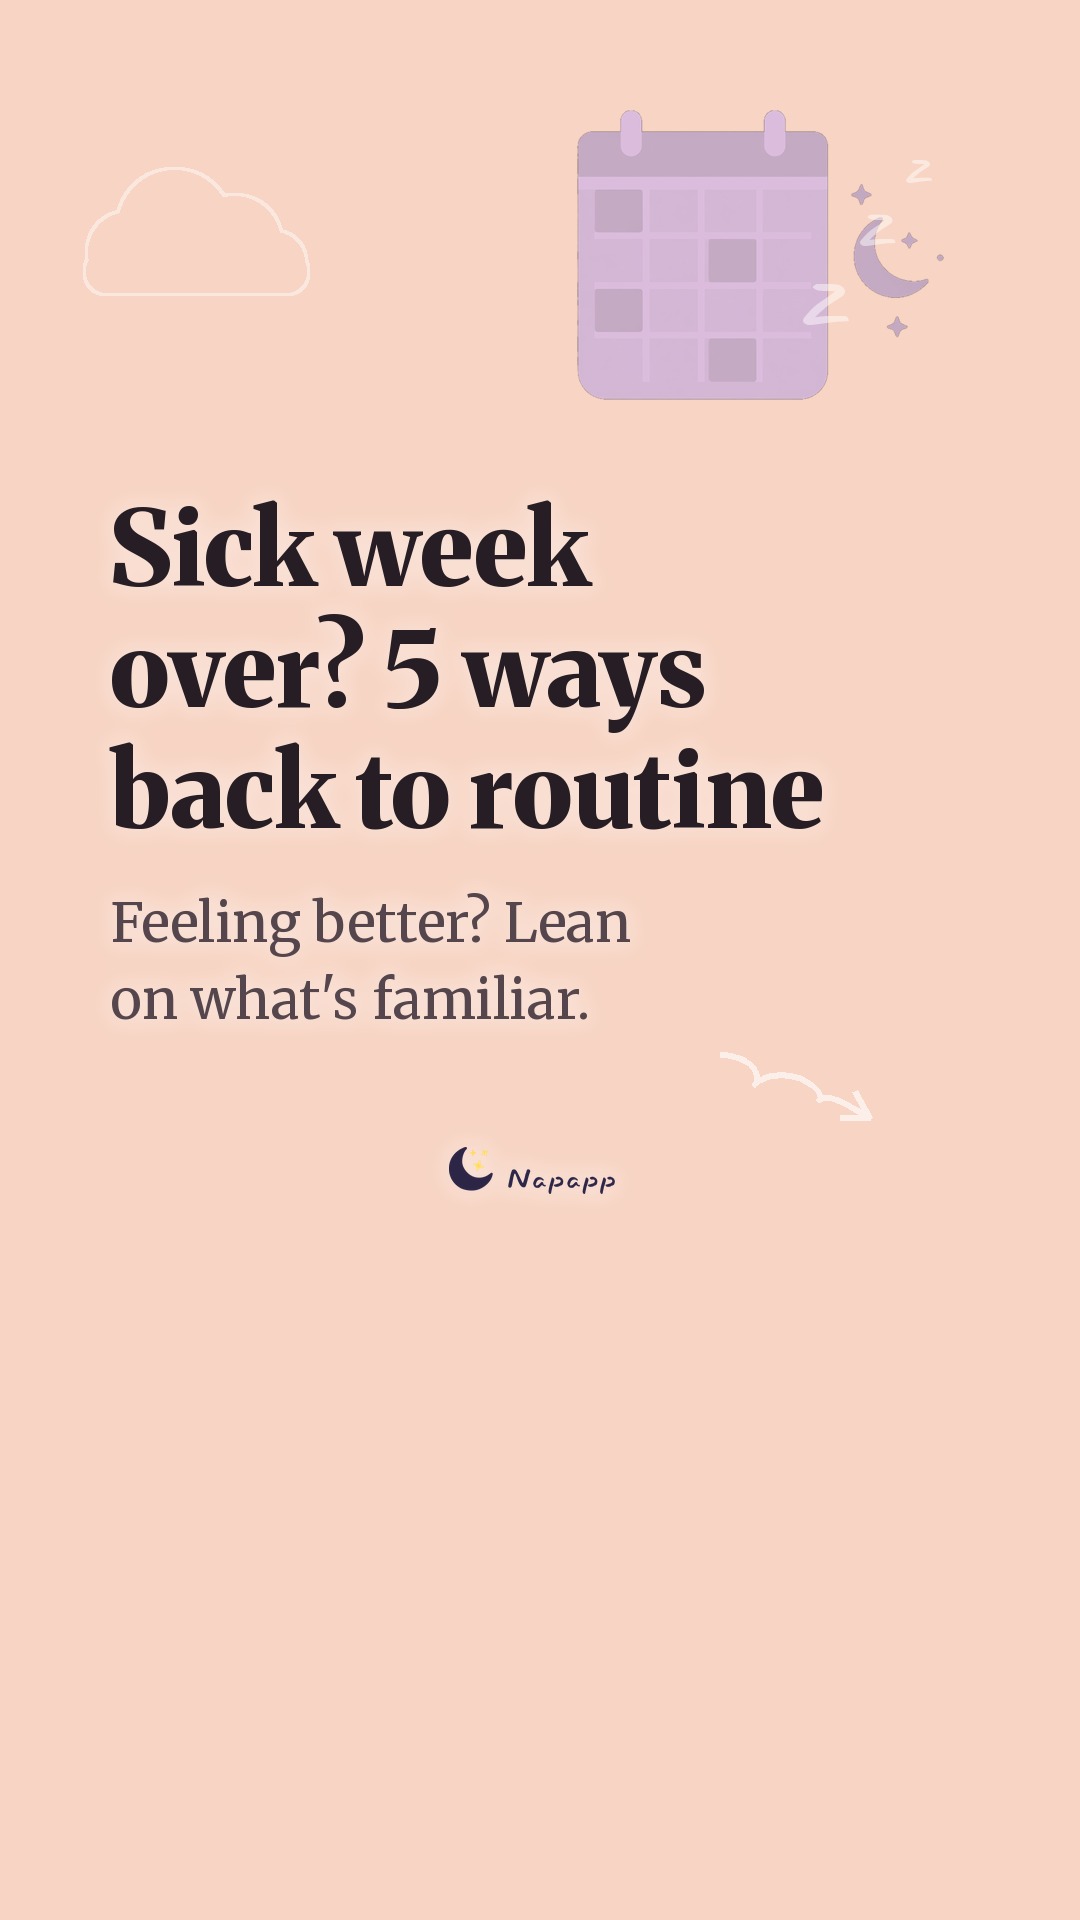 z
z
z
Sick week
over? 5 ways
back to routine
Feeling better? Lean
on what's familiar.
Napapp